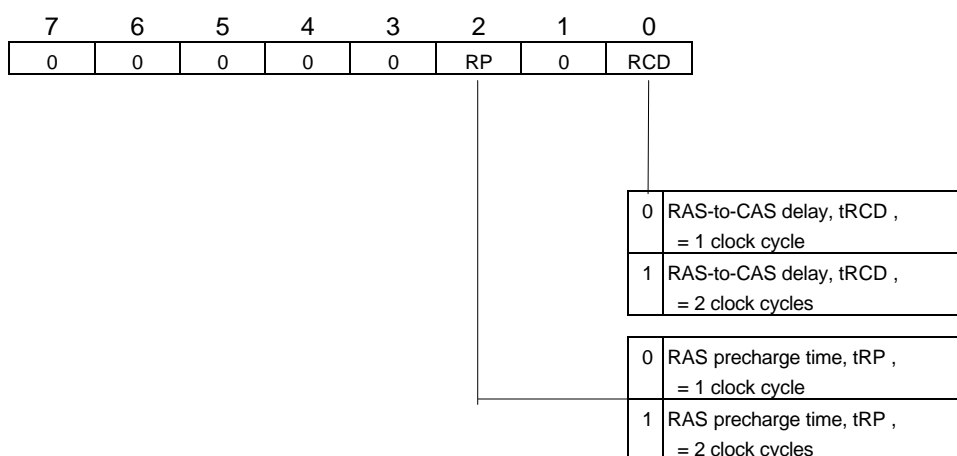 7 6 5 4 3 2 1 0
0 0 0 0 0 RP 0 RCD
0 RAS-to-CAS delay, tRCD ,
= 1 clock cycle
1 RAS-to-CAS delay, tRCD ,
= 2 clock cycles
0 RAS precharge time, tRP ,
= 1 clock cycle
1 RAS precharge time, tRP ,
= 2 clock cycles